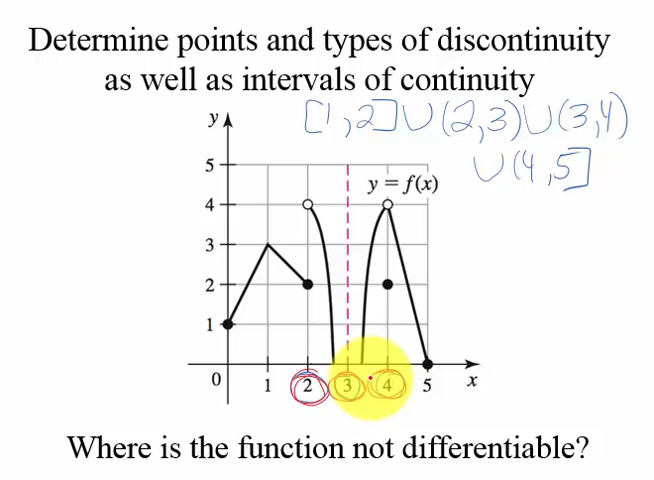 Determine points and types of discontinuity
as well as intervals of continuity
[1,2]∪(2,3)∪(3,4)
∪(4,5]
y
5
y = f(x)
4
3
2
1
0 1 2 3 4 5 x
Where is the function not differentiable?